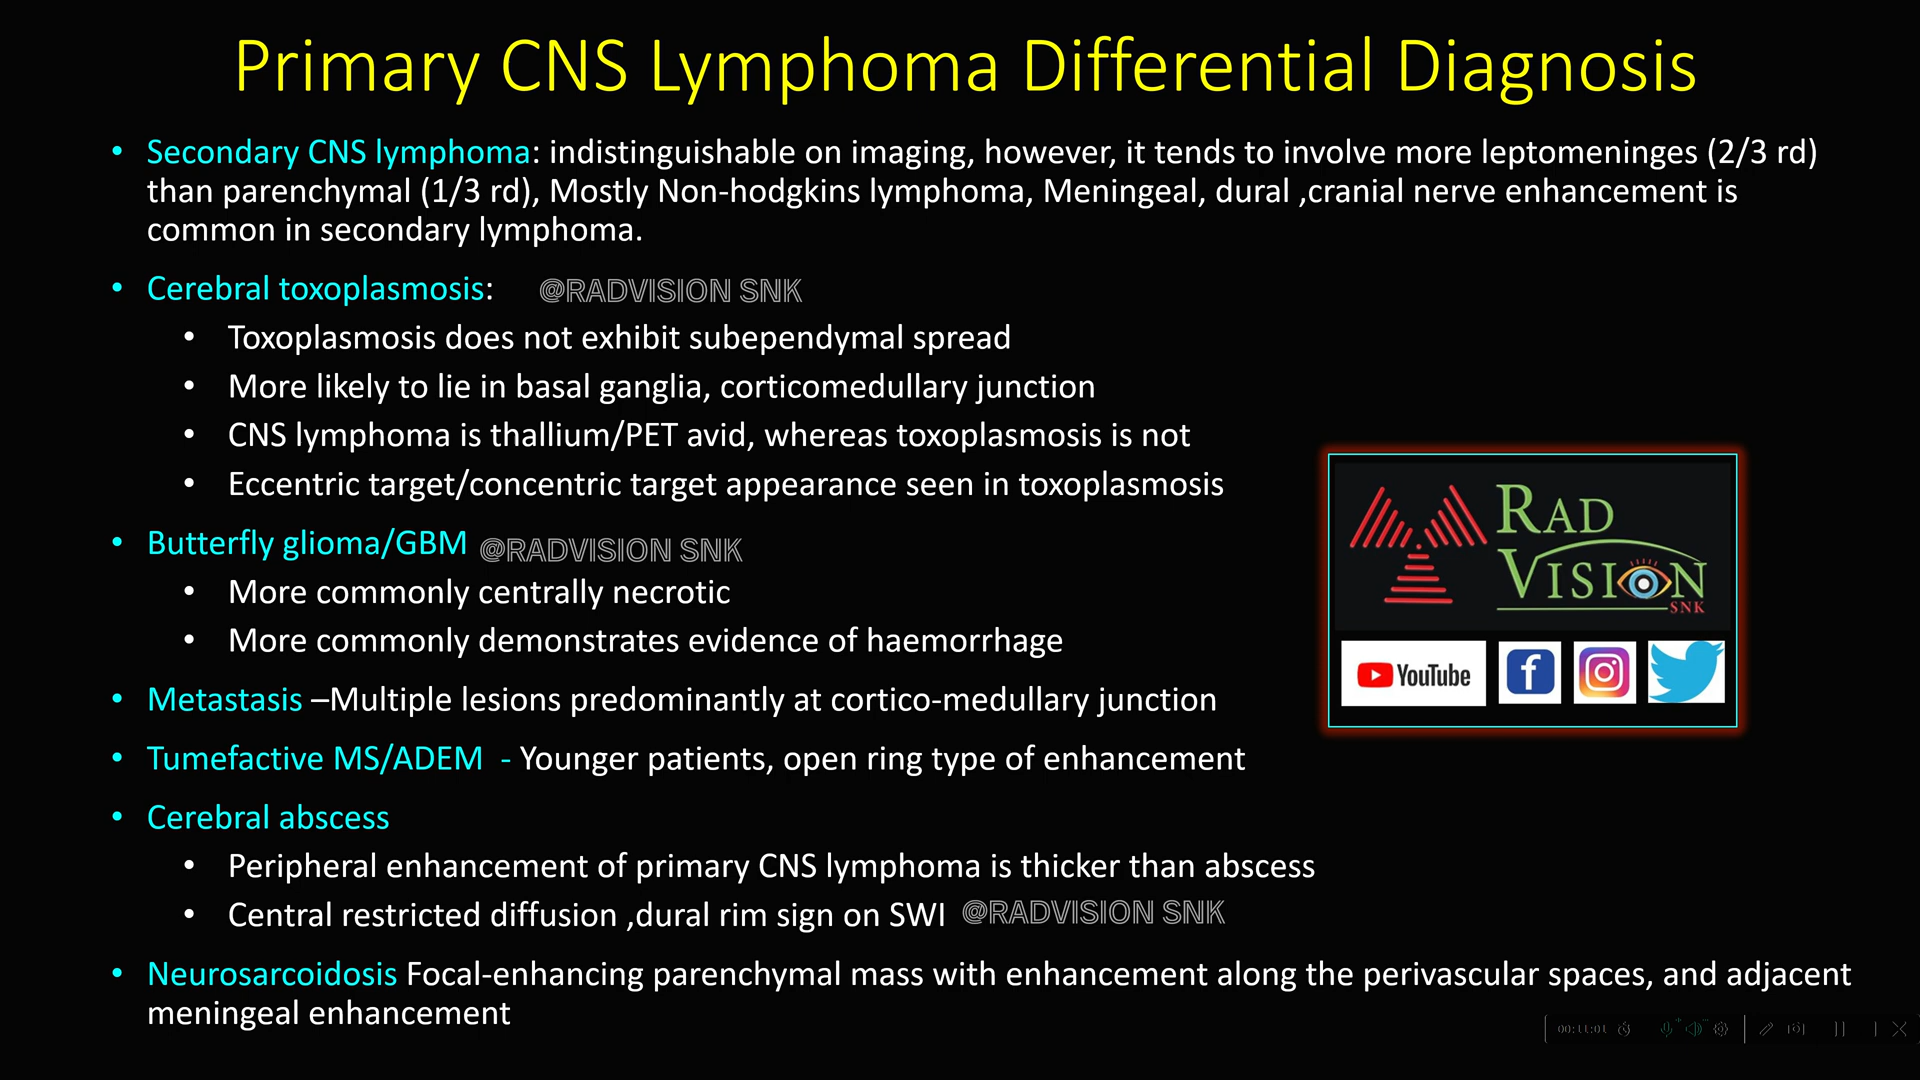 Primary CNS Lymphoma Differential Diagnosis
• Secondary CNS lymphoma: indistinguishable on imaging, however, it tends to involve more leptomeninges (2/3 rd)
than parenchymal (1/3 rd), Mostly Non-hodgkins lymphoma, Meningeal, dural ,cranial nerve enhancement is
common in secondary lymphoma.
• Cerebral toxoplasmosis: @RADVISION SNK
• Toxoplasmosis does not exhibit subependymal spread
• More likely to lie in basal ganglia, corticomedullary junction
• CNS lymphoma is thallium/PET avid, whereas toxoplasmosis is not
• Eccentric target/concentric target appearance seen in toxoplasmosis
• Butterfly glioma/GBM @RADVISION SNK
• More commonly centrally necrotic
• More commonly demonstrates evidence of haemorrhage
• Metastasis –Multiple lesions predominantly at cortico-medullary junction
• Tumefactive MS/ADEM - Younger patients, open ring type of enhancement
• Cerebral abscess
• Peripheral enhancement of primary CNS lymphoma is thicker than abscess
• Central restricted diffusion ,dural rim sign on SWI @RADVISION SNK
• Neurosarcoidosis Focal-enhancing parenchymal mass with enhancement along the perivascular spaces, and adjacent
meningeal enhancement
RAD
VISION
SNK
YouTube
00:11:01